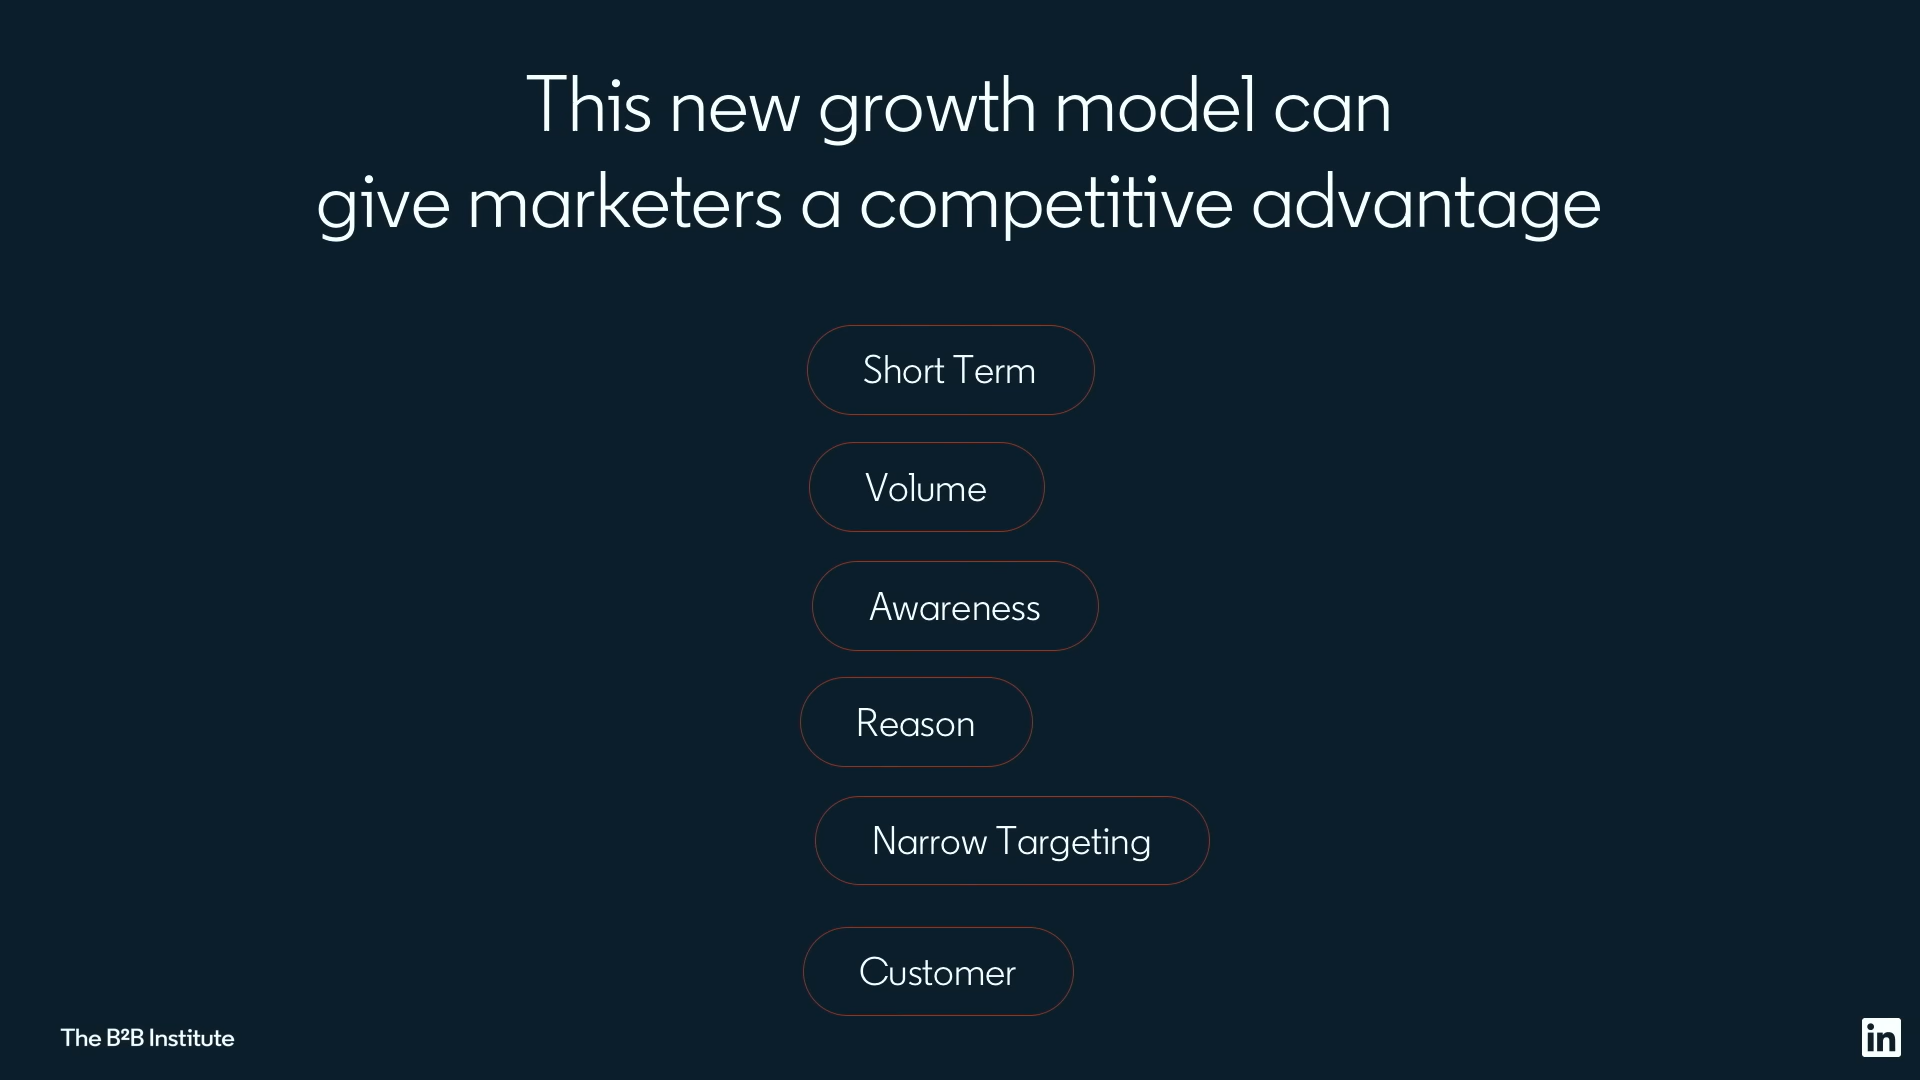 This new growth model can
give marketers a competitive advantage
Short Term
Volume
Awareness
Reason
Narrow Targeting
Customer
The B²B Institute
in